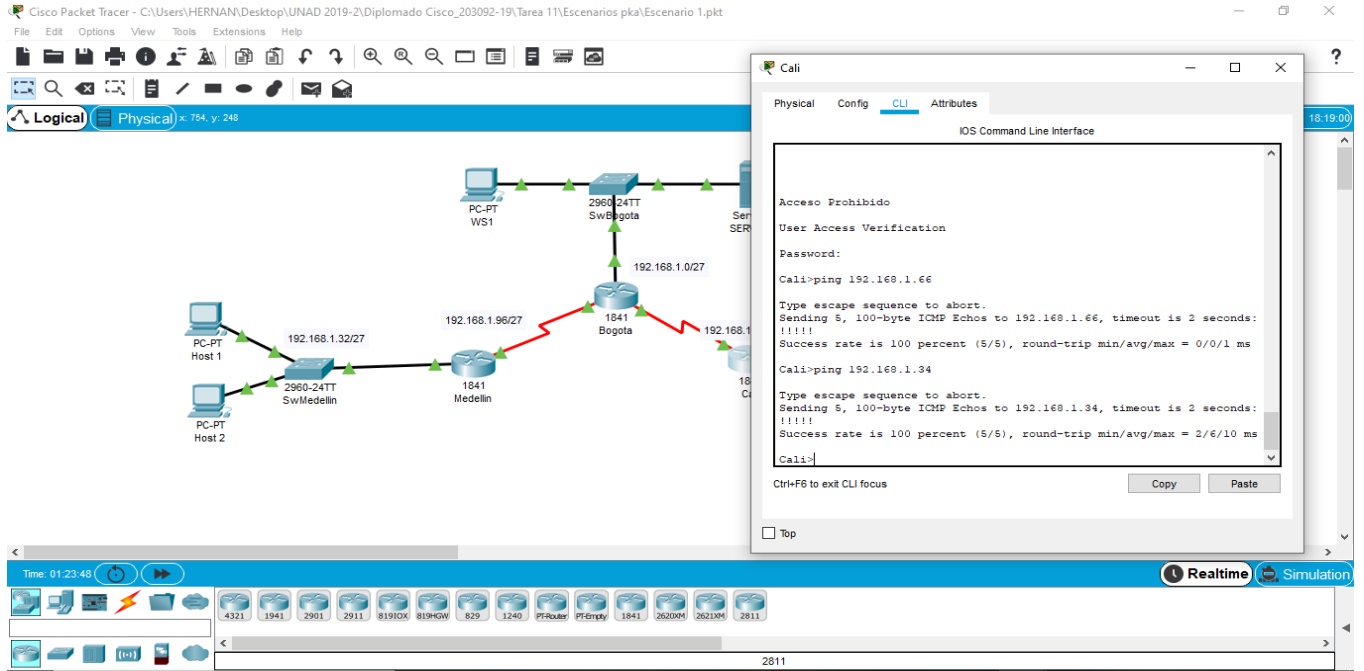 Cisco Packet Tracer - C:\Users\HERNAN\Desktop\UNAD 2019-2\Diplomado Cisco_203092-19\Tarea 11\Escenarios pka\Escenario 1.pkt
File Edit Options View Tools Extensions Help
?
Logical Physical x: 754, y: 248
18:19:00
PC-PT
WS1
2960-24TT
SwBogota
Ser
SER
192.168.1.0/27
1841
Bogota
192.168.1.96/27
192.168.1
PC-PT
Host 1
192.168.1.32/27
2960-24TT
SwMedellin
1841
Medellin
18
Ca
PC-PT
Host 2
Cali
Physical Config CLI Attributes
IOS Command Line Interface
Acceso Prohibido
User Access Verification
Password:
Cali>ping 192.168.1.66
Type escape sequence to abort.
Sending 5, 100-byte ICMP Echos to 192.168.1.66, timeout is 2 seconds:
!!!!!
Success rate is 100 percent (5/5), round-trip min/avg/max = 0/0/1 ms
Cali>ping 192.168.1.34
Type escape sequence to abort.
Sending 5, 100-byte ICMP Echos to 192.168.1.34, timeout is 2 seconds:
!!!!!
Success rate is 100 percent (5/5), round-trip min/avg/max = 2/6/10 ms
Cali>
Ctrl+F6 to exit CLI focus
Copy Paste
Top
Time: 01:23:48
Realtime Simulation
4321 1941 2901 2911 819IOX 819HGW 829 1240 PT-Router PT-Empty 1841 2620XM 2621XM 2811
2811